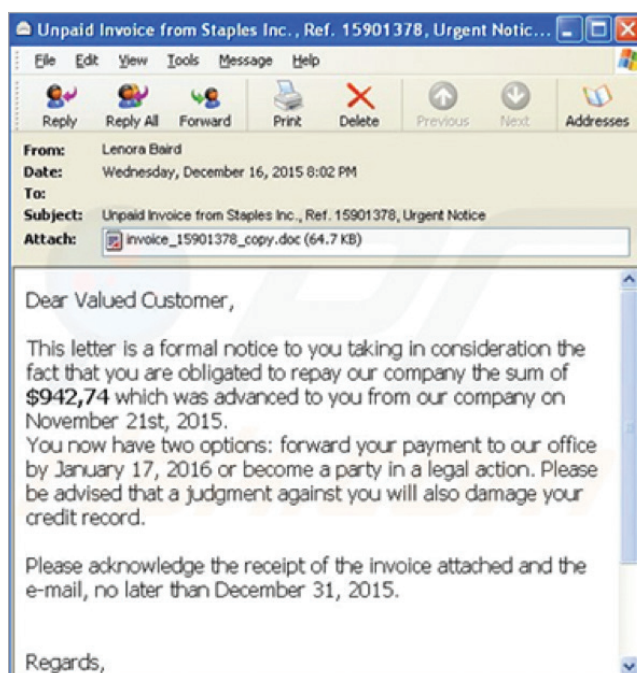 Unpaid Invoice from Staples Inc., Ref. 15901378, Urgent Notic...
File Edit View Tools Message Help
Reply Reply All Forward Print Delete Previous Next Addresses
From: Lenora Baird
Date: Wednesday, December 16, 2015 8:02 PM
To:
Subject: Unpaid Invoice from Staples Inc., Ref. 15901378, Urgent Notice
Attach: invoice_15901378_copy.doc (64.7 KB)
Dear Valued Customer,
This letter is a formal notice to you taking in consideration the
fact that you are obligated to repay our company the sum of
$942,74 which was advanced to you from our company on
November 21st, 2015.
You now have two options: forward your payment to our office
by January 17, 2016 or become a party in a legal action. Please
be advised that a judgment against you will also damage your
credit record.
Please acknowledge the receipt of the invoice attached and the
e-mail, no later than December 31, 2015.
Regards,